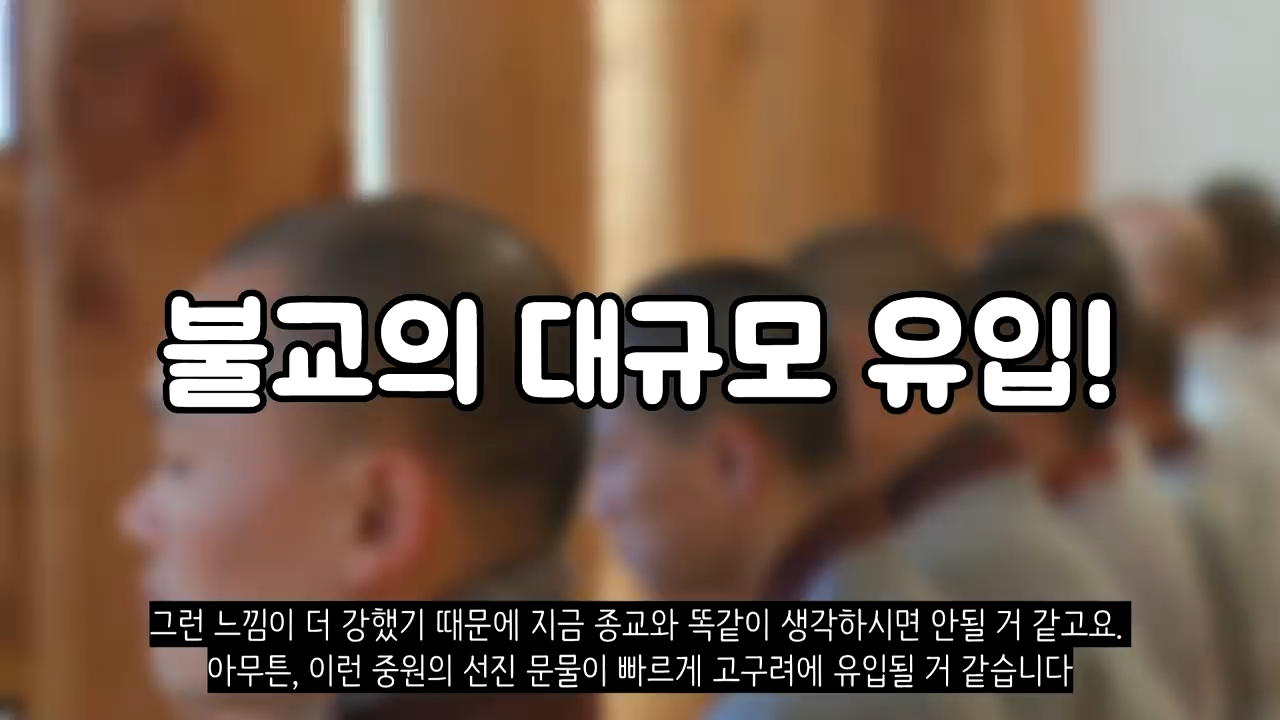 불교의 대규모 유입!
그런 느낌이 더 강했기 때문에 지금 종교와 똑같이 생각하시면 안될 거 같고요.
아무튼, 이런 중원의 선진 문물이 빠르게 고구려에 유입될 거 같습니다